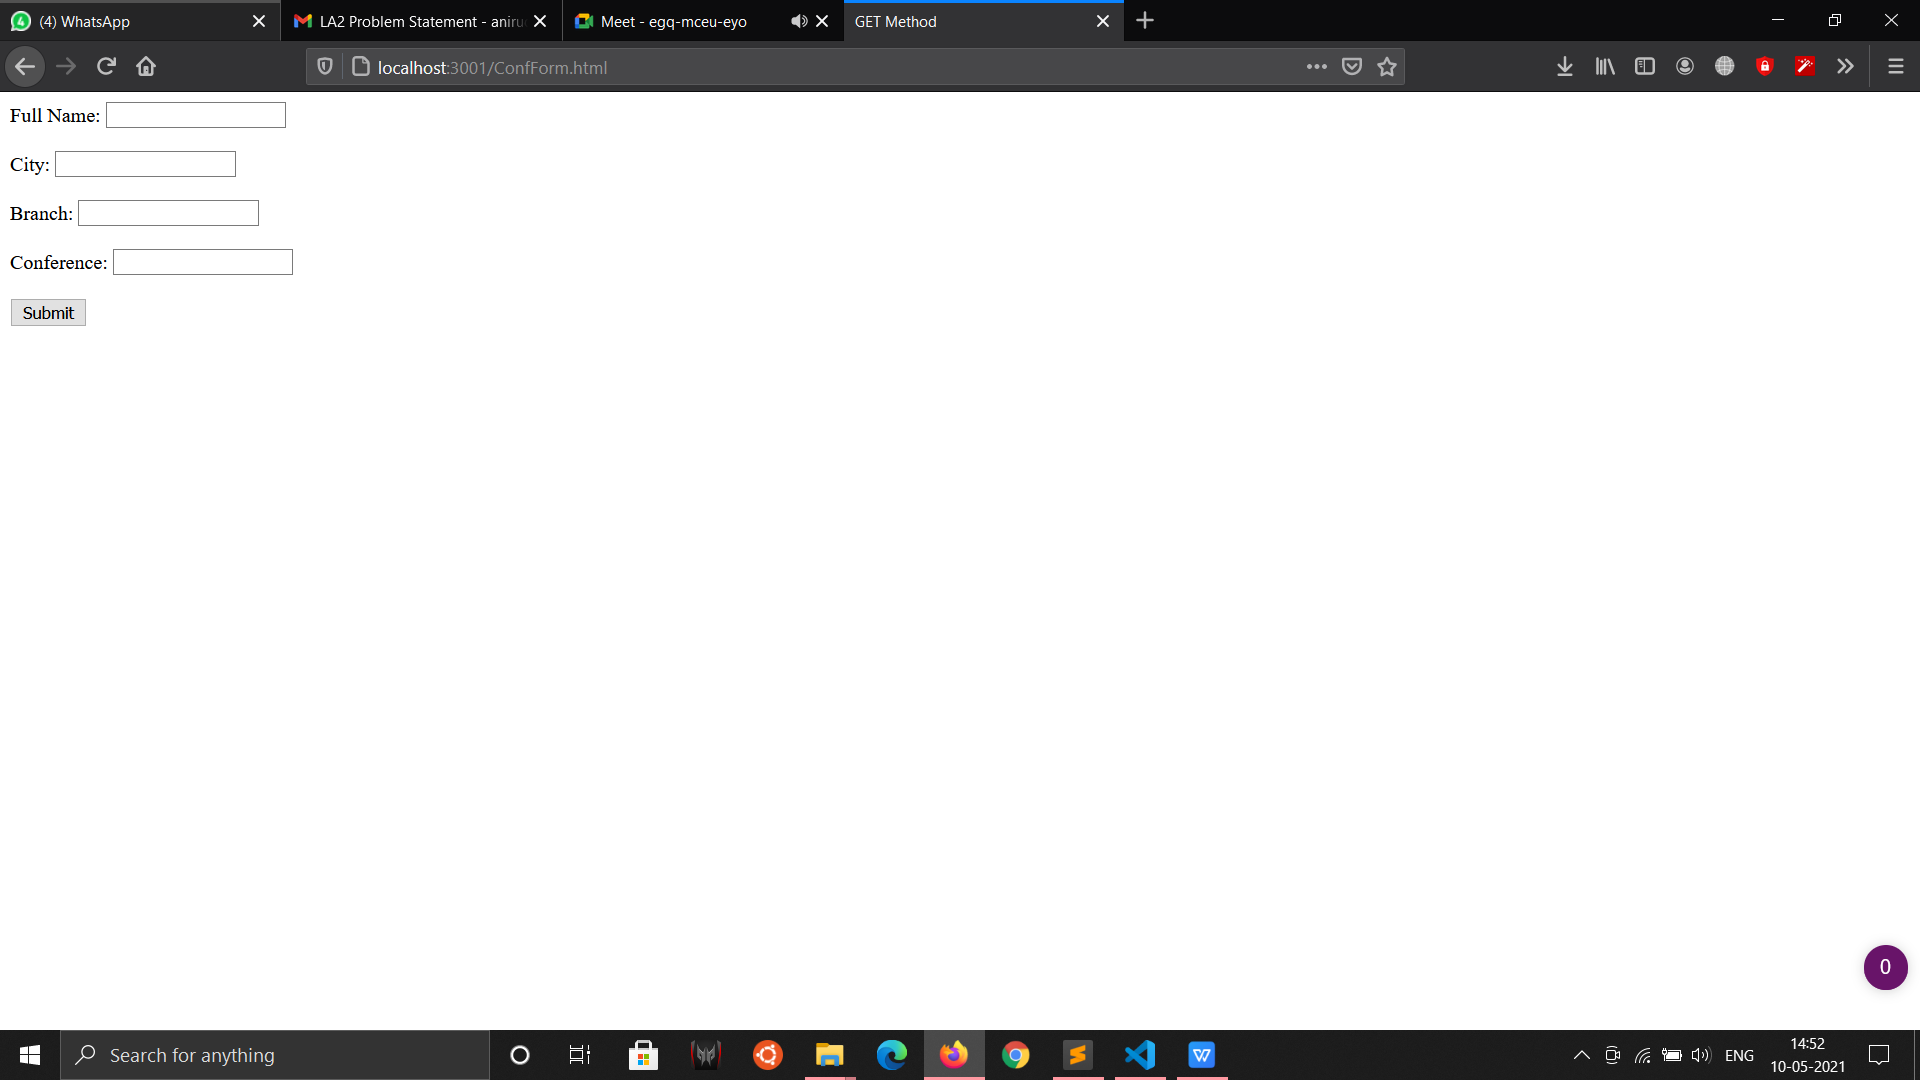 4 (4) WhatsApp
LA2 Problem Statement - aniru
Meet - egq-mceu-eyo
GET Method
localhost:3001/ConfForm.html
Full Name:
City:
Branch:
Conference:
Submit
0
Search for anything
ENG
14:52
10-05-2021